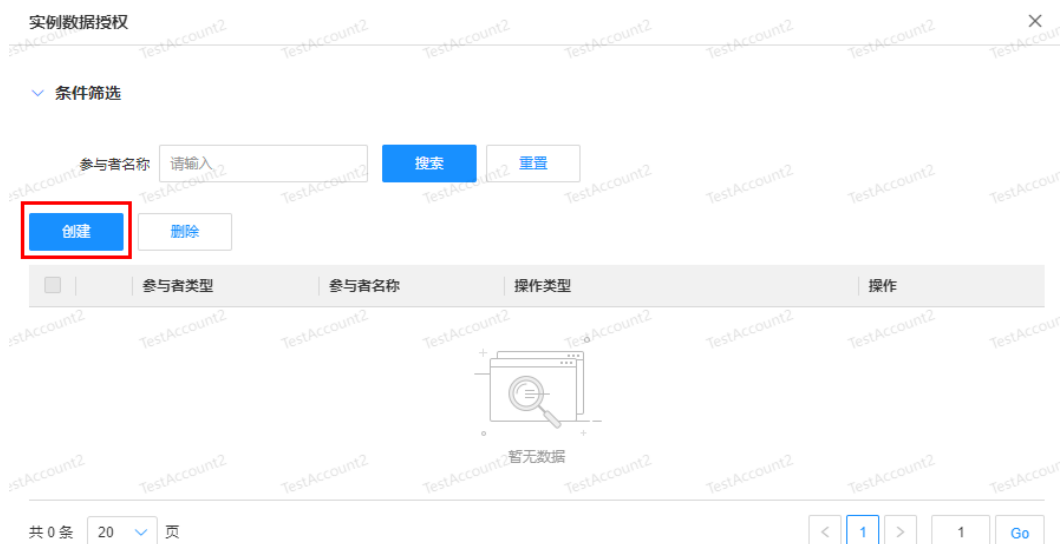 实例数据授权
条件筛选
参与者名称 请输入 搜索 重置
创建 删除
参与者类型 参与者名称 操作类型 操作
暂无数据
共 0 条 20 页 < 1 > 1 Go
TestAccount2